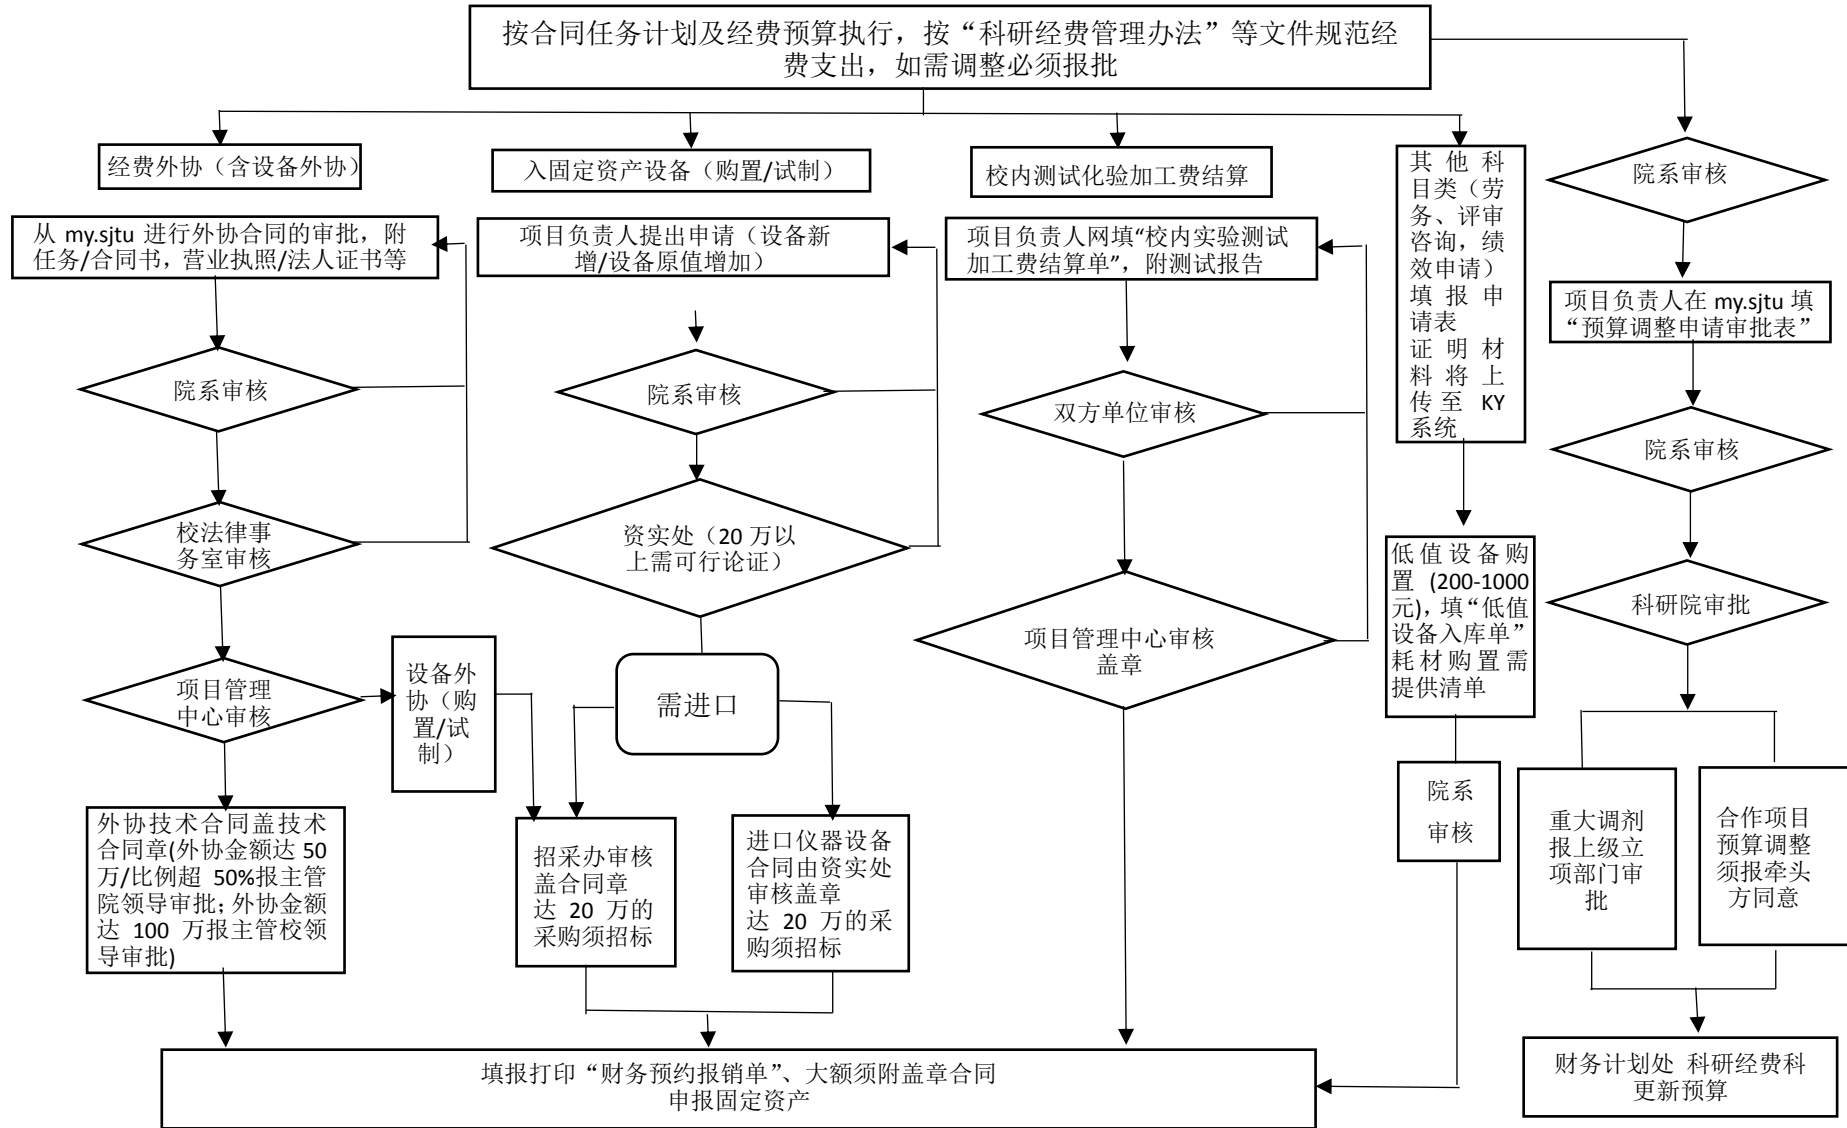 按合同任务计划及经费预算执行，按“科研经费管理办法”等文件规范经
费支出，如需调整必须报批
经费外协（含设备外协）
入固定资产设备（购置/试制）
校内测试化验加工费结算
其他科
目类（劳
务、评审
咨询，绩
效申请）
填报申
请表
证明材
料将上
传至 KY
系统
院系审核
从 my.sjtu 进行外协合同的审批，附
任务/合同书，营业执照/法人证书等
项目负责人提出申请（设备新
增/设备原值增加）
项目负责人网填“校内实验测试
加工费结算单”，附测试报告
项目负责人在 my.sjtu 填
“预算调整申请审批表”
院系审核
院系审核
双方单位审核
院系审核
校法律事
务室审核
资实处（20 万以
上需可行论证）
低值设备购
置 (200-1000
元)，填“低值
设备入库单”
耗材购置需
提供清单
科研院审批
项目管理
中心审核
设备外
协（购
置/试
制）
需进口
项目管理中心审核
盖章
院系
审核
外协技术合同盖技术
合同章(外协金额达 50
万/比例超 50%报主管
院领导审批；外协金额
达 100 万报主管校领
导审批)
招采办审核
盖合同章
达 20 万的
采购须招标
进口仪器设备
合同由资实处
审核盖章
达 20 万的采
购须招标
重大调剂
报上级立
项部门审
批
合作项目
预算调整
须报牵头
方同意
填报打印“财务预约报销单”、大额须附盖章合同
申报固定资产
财务计划处 科研经费科
更新预算